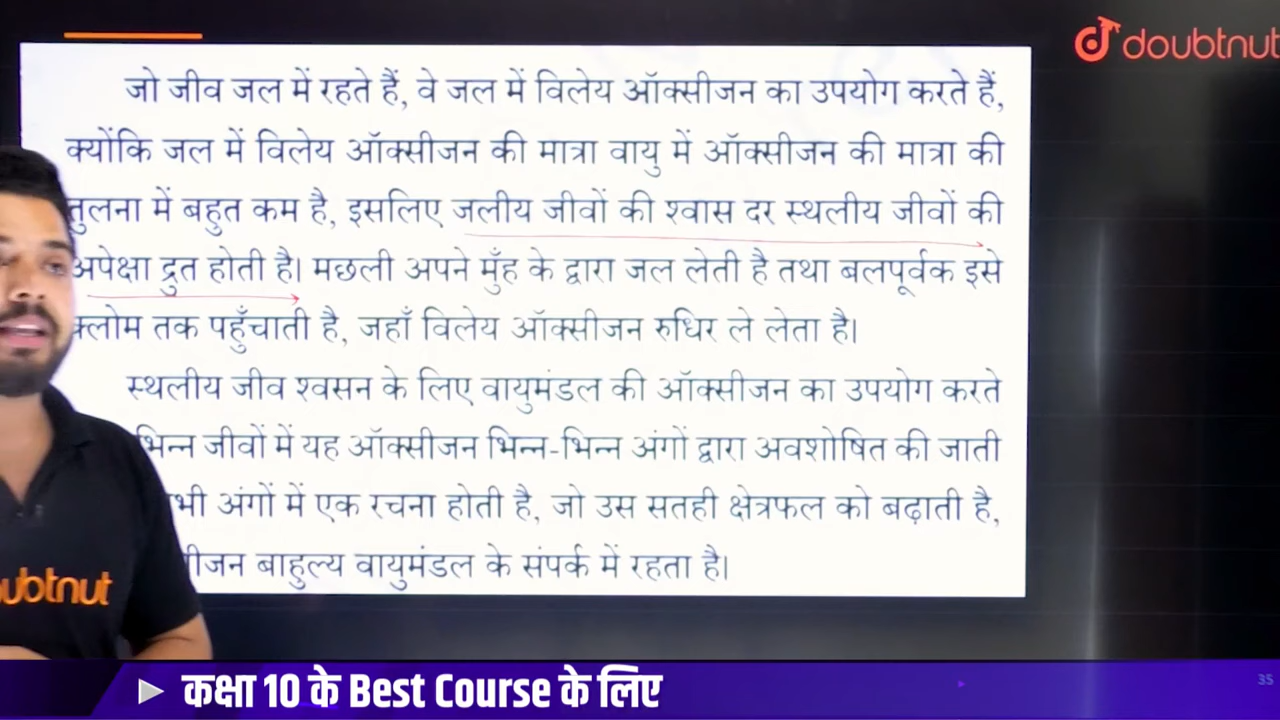 doubtnut
जो जीव जल में रहते हैं, वे जल में विलेय ऑक्सीजन का उपयोग करते हैं,
क्योंकि जल में विलेय ऑक्सीजन की मात्रा वायु में ऑक्सीजन की मात्रा की
तुलना में बहुत कम है, इसलिए जलीय जीवों की श्वास दर स्थलीय जीवों की
अपेक्षा द्रुत होती है। मछली अपने मुँह के द्वारा जल लेती है तथा बलपूर्वक इसे
क्लोम तक पहुँचाती है, जहाँ विलेय ऑक्सीजन रुधिर ले लेता है।
स्थलीय जीव श्वसन के लिए वायुमंडल की ऑक्सीजन का उपयोग करते
जीवों में यह ऑक्सीजन भिन्न-भिन्न अंगों द्वारा अवशोषित की जाती
अंगों में एक रचना होती है, जो उस सतही क्षेत्रफल को बढ़ाती है,
बाहुल्य वायुमंडल के संपर्क में रहता है।
कक्षा 10 के Best Course के लिए
35